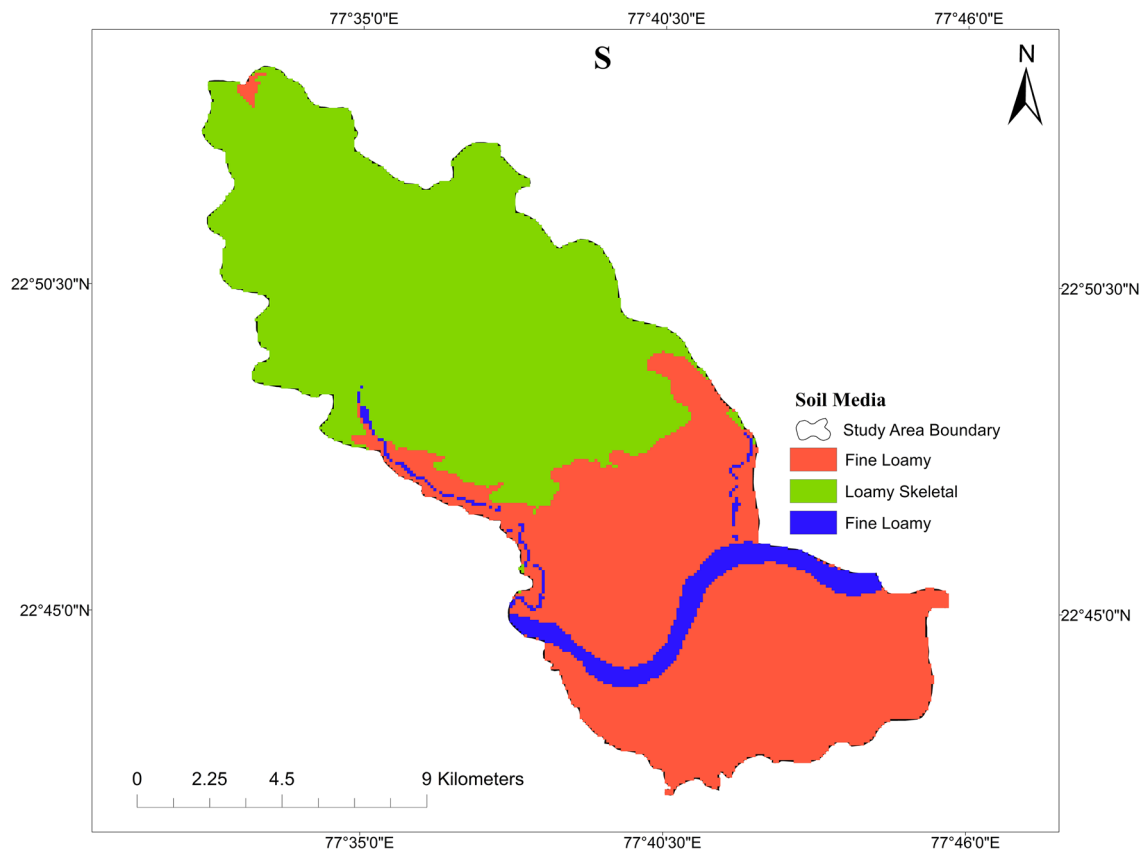 77°35'0"E 77°40'30"E 77°46'0"E
S
N
22°50'30"N 22°50'30"N
Soil Media
Study Area Boundary
Fine Loamy
Loamy Skeletal
Fine Loamy
22°45'0"N 22°45'0"N
0 2.25 4.5 9 Kilometers
77°35'0"E 77°40'30"E 77°46'0"E